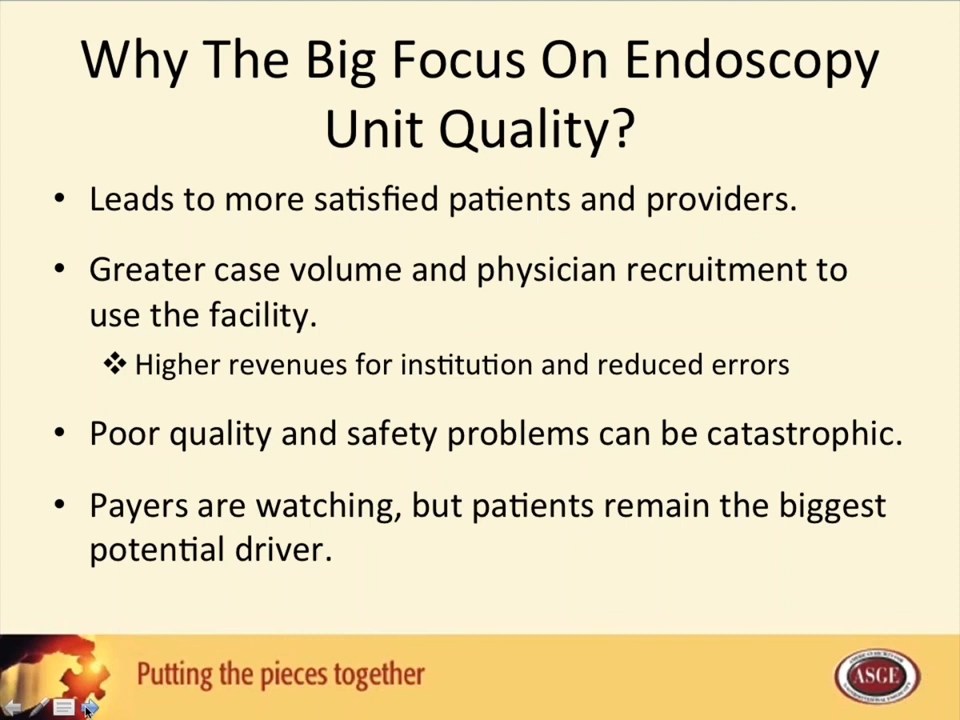 Why The Big Focus On Endoscopy
Unit Quality?
• Leads to more satisfied patients and providers.
• Greater case volume and physician recruitment to
use the facility.
❖ Higher revenues for institution and reduced errors
• Poor quality and safety problems can be catastrophic.
• Payers are watching, but patients remain the biggest
potential driver.
Putting the pieces together
ASGE